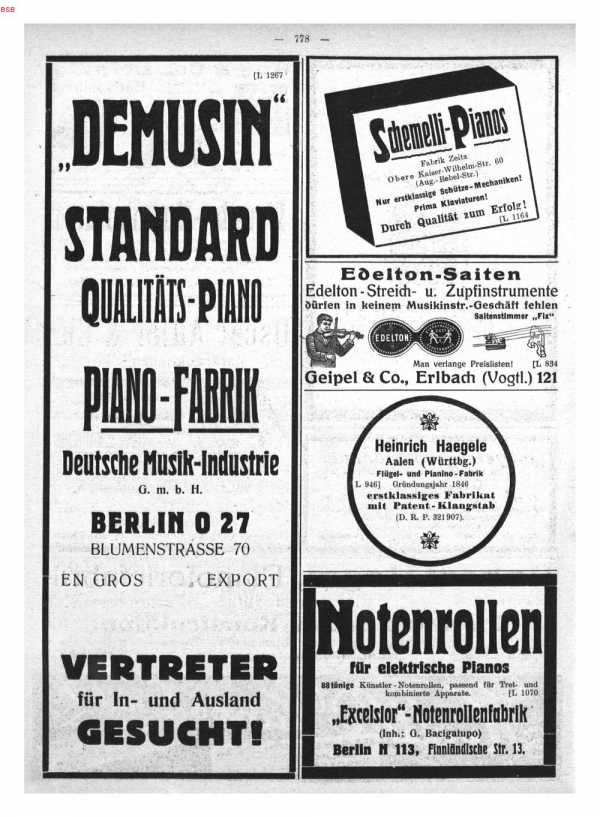 BSB
— 778 —
[L 1267
„DEMUSIN“
STANDARD
QUALITÄTS-PIANO
PIANO-FABRIK
Deutsche Musik-Industrie
G. m. b. H.
BERLIN O 27
BLUMENSTRASSE 70
EN GROS EXPORT
VERTRETER
für In- und Ausland
GESUCHT!
Schemelli-Pianos
Fabrik Zeitz
Obere Kaiser-Wilhelm-Str. 60
(Aug.-Bebel-Str.)
Nur erstklassige Schütze-Mechaniken!
Prima Klaviaturen!
Durch Qualität zum Erfolg!
[L 1164
Edelton-Saiten
Edelton-Streich- u. Zupfinstrumente
dürfen in keinem Musikinstr.-Geschäft fehlen
Saitenstimmer „Fix“
EDELTON
Man verlange Preislisten! [L 834
Geipel & Co., Erlbach (Vogtl.) 121
Heinrich Haegele
Aalen (Württbg.)
Flügel- und Pianino-Fabrik
L 946] Gründungsjahr 1846
erstklassiges Fabrikat
mit Patent-Klangstab
(D. R. P. 321907).
Notenrollen
für elektrische Pianos
88tönige Künstler-Notenrollen, passend für Tret- und
kombinierte Apparate. [L 1070
„Excelsior“-Notenrollenfabrik
(Inh.: G. Bacigalupo)
Berlin N 113, Finnländische Str. 13.